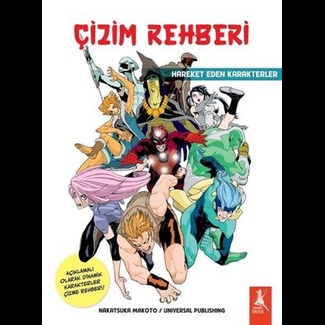 ÇİZİM REHBERİ
HAREKET EDEN KARAKTERLER
AÇIKLAMALI
OLARAK DİNAMİK
KARAKTERLER
ÇİZME REHBERİ!
NAKATSUKA MAKOTO / UNIVERSAL PUBLISHING